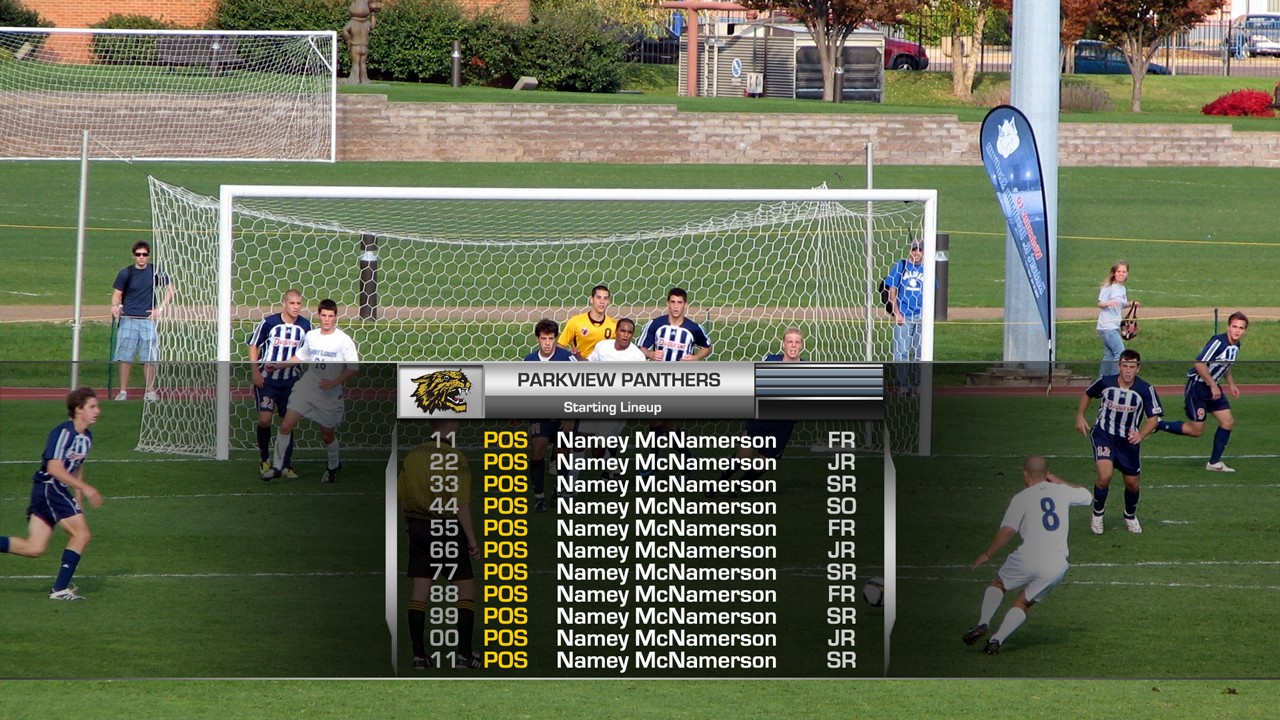 PARKVIEW PANTHERS
Starting Lineup
11 POS Namey McNamerson FR
22 POS Namey McNamerson JR
33 POS Namey McNamerson SR
44 POS Namey McNamerson SO
55 POS Namey McNamerson FR
66 POS Namey McNamerson JR
77 POS Namey McNamerson SR
88 POS Namey McNamerson FR
99 POS Namey McNamerson SR
00 POS Namey McNamerson JR
11 POS Namey McNamerson SR
0
8